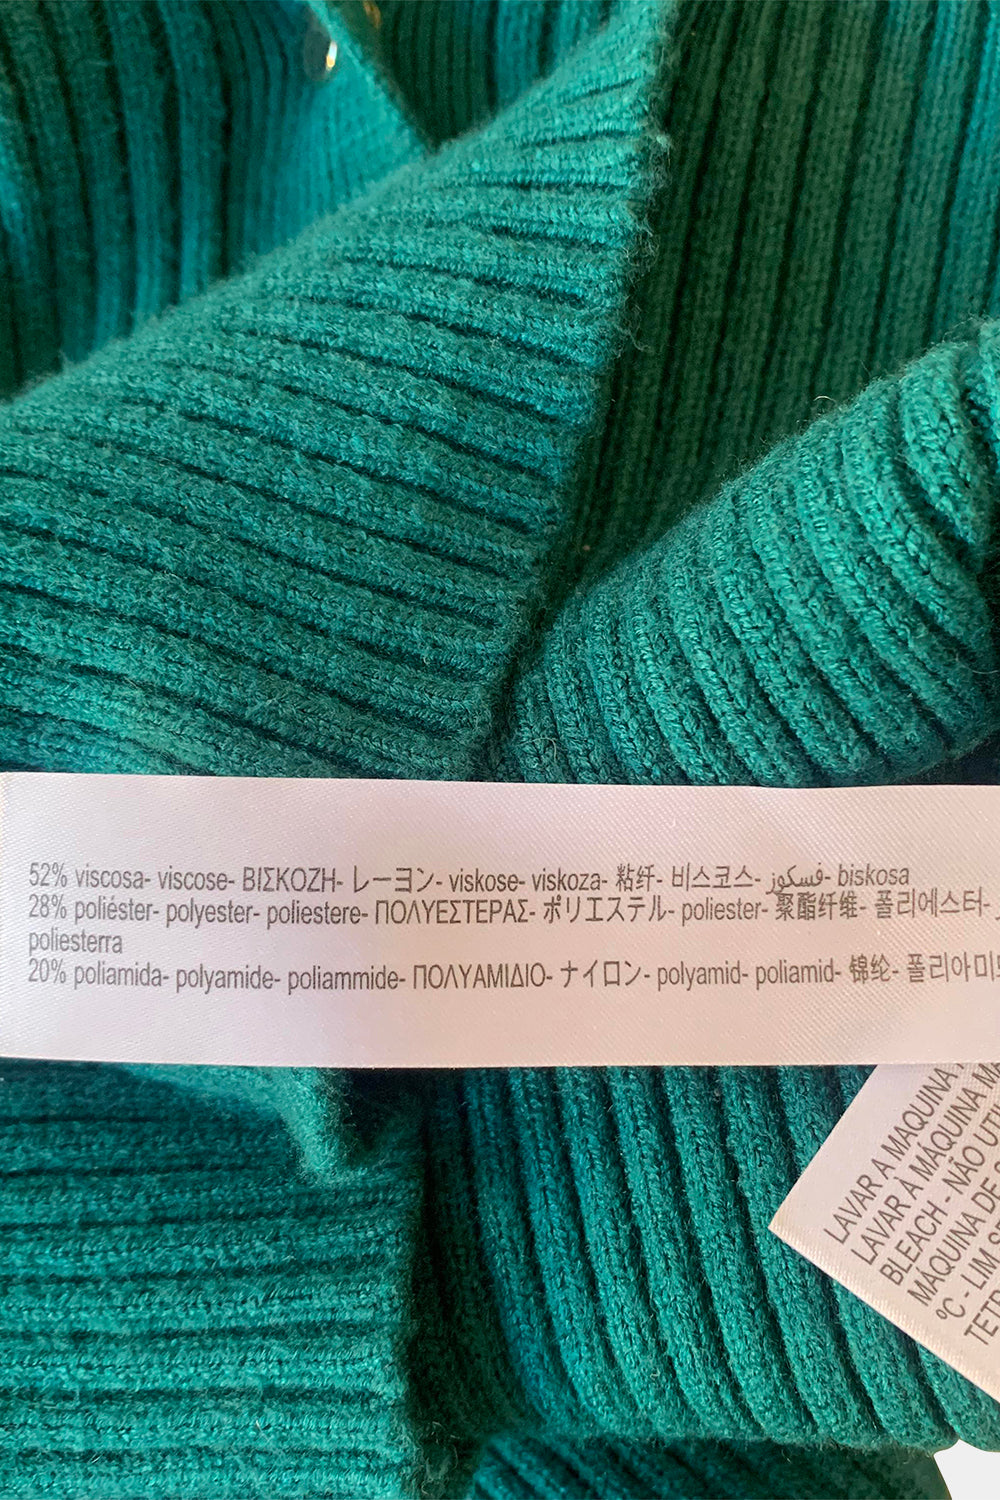 52% viscosa- viscose- ΒΙΣΚΟΖΗ- レーヨン- viskose- viskoza- 粘纤- 비스코스- فسكوز- biskosa
28% poliéster- polyester- poliestere- ΠΟΛΥΕΣΤΕΡΑΣ- ポリエステル- poliester- 聚酯纤维- 폴리에스터-
poliesterra
20% poliamida- polyamide- poliammide- ΠΟΛΥΑΜΙΔΙΟ- ナイロン- polyamid- poliamid- 锦纶-
LAVAR A MAQUINA
LAVAR À MÁQUINA
BLEACH - NÃO
MÁQUINA DE
ºC - LIM